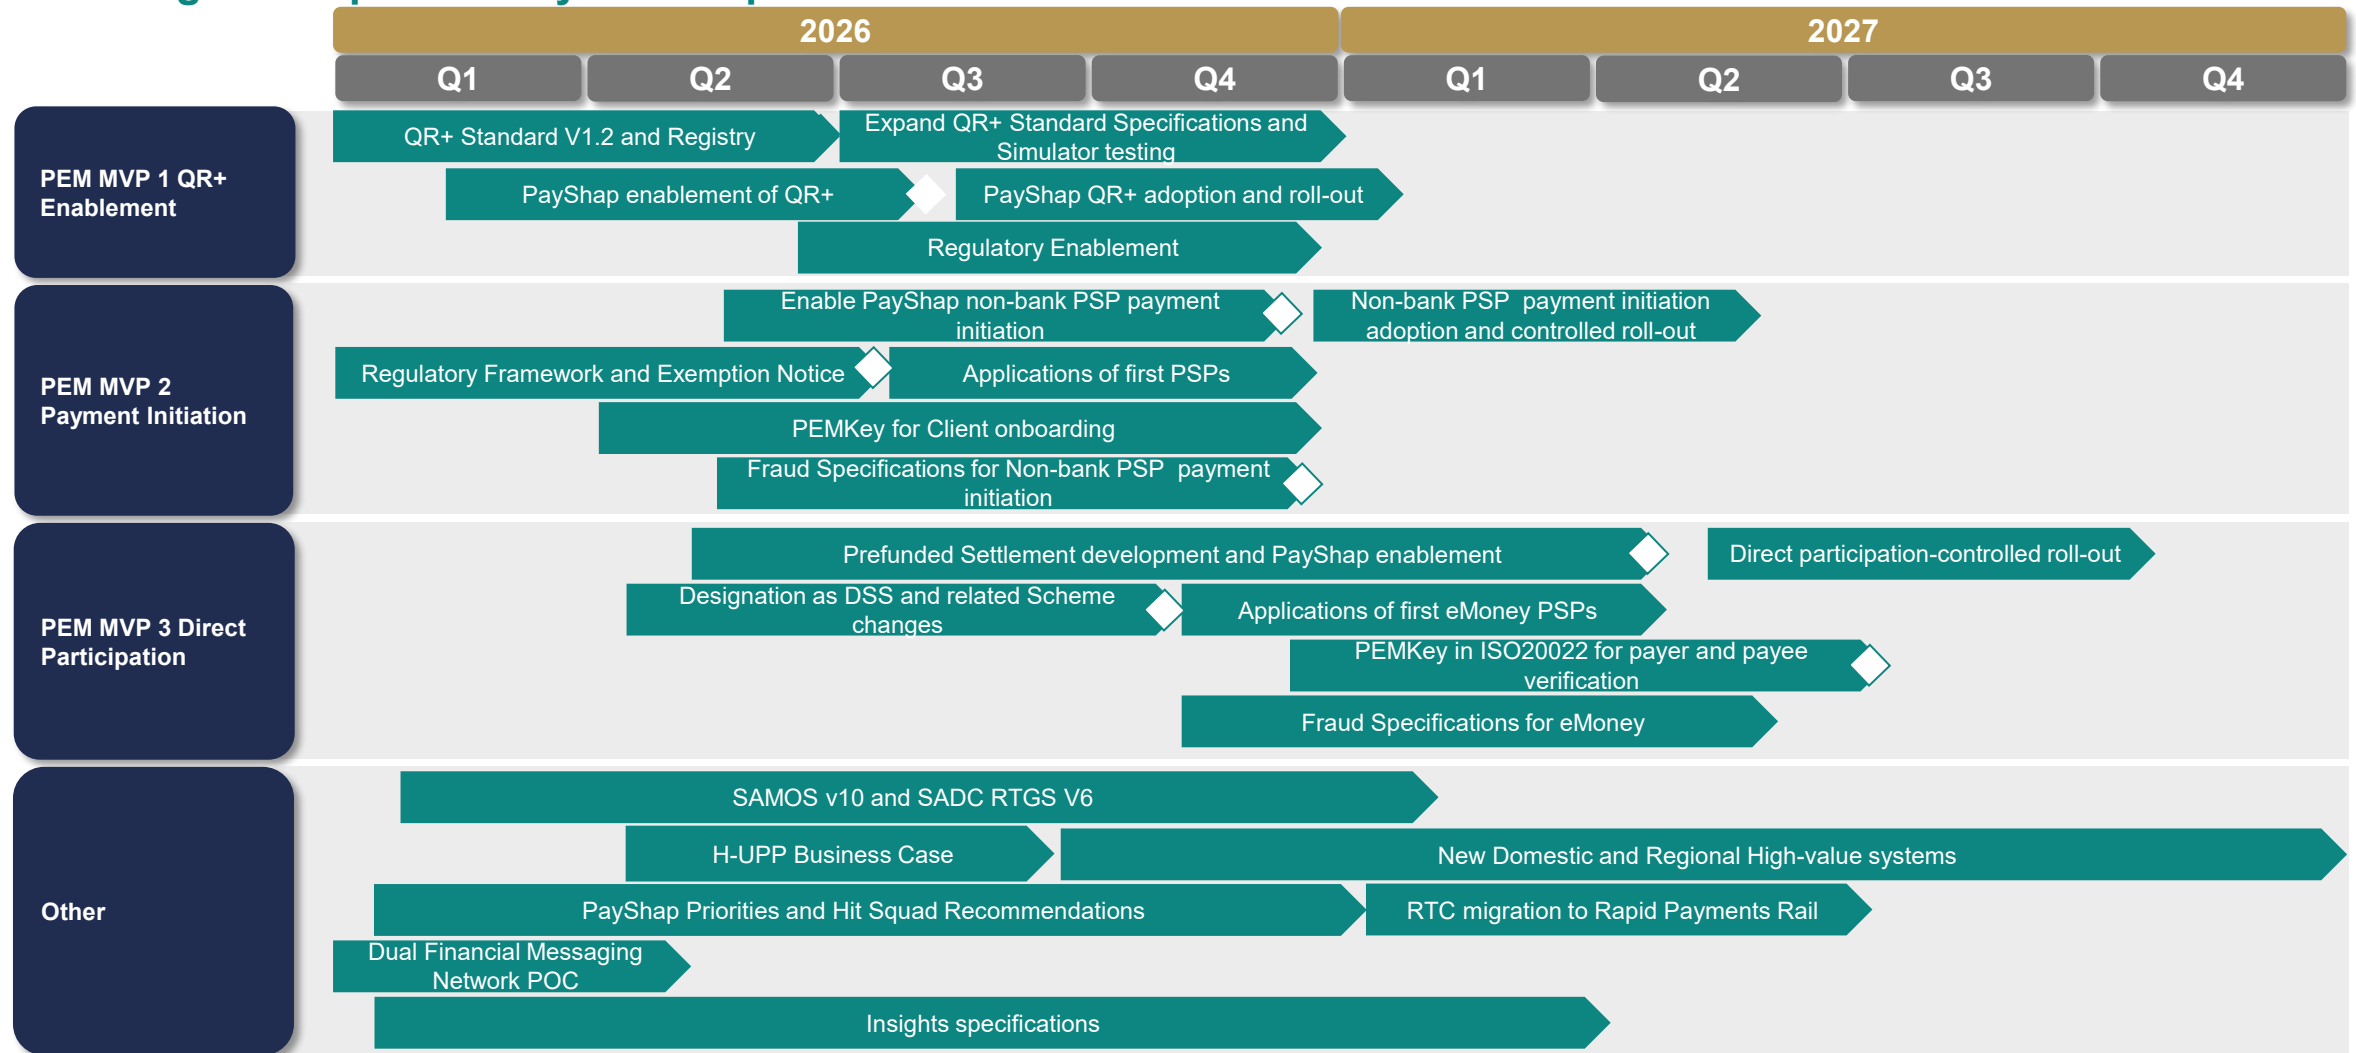 2026
2027
Q1
Q2
Q3
Q4
Q1
Q2
Q3
Q4
PEM MVP 1 QR+
Enablement
QR+ Standard V1.2 and Registry
Expand QR+ Standard Specifications and
Simulator testing
PayShap enablement of QR+
PayShap QR+ adoption and roll-out
Regulatory Enablement
PEM MVP 2
Payment Initiation
Enable PayShap non-bank PSP payment
initiation
Non-bank PSP  payment initiation
adoption and controlled roll-out
Regulatory Framework and Exemption Notice
Applications of first PSPs
PEMKey for Client onboarding
Fraud Specifications for Non-bank PSP  payment
initiation
PEM MVP 3 Direct
Participation
Prefunded Settlement development and PayShap enablement
Direct participation-controlled roll-out
Designation as DSS and related Scheme
changes
Applications of first eMoney PSPs
PEMKey in ISO20022 for payer and payee
verification
Fraud Specifications for eMoney
Other
SAMOS v10 and SADC RTGS V6
H-UPP Business Case
New Domestic and Regional High-value systems
PayShap Priorities and Hit Squad Recommendations
RTC migration to Rapid Payments Rail
Dual Financial Messaging
Network POC
Insights specifications